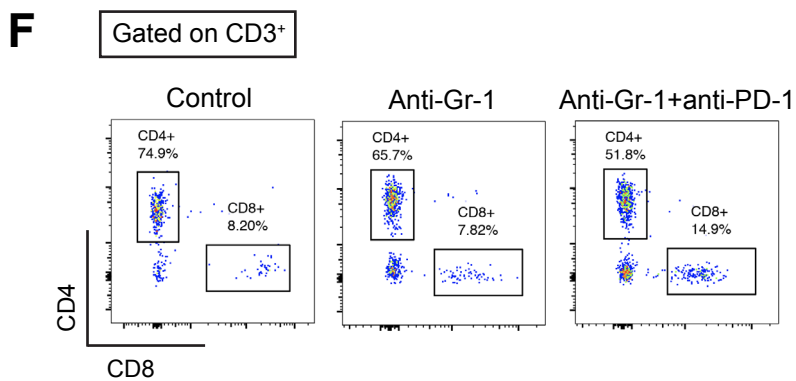 F
Gated on CD3⁺
Control
Anti-Gr-1
Anti-Gr-1+anti-PD-1
CD4+
74.9%
CD8+
8.20%
CD4+
65.7%
CD8+
7.82%
CD4+
51.8%
CD8+
14.9%
CD4
CD8